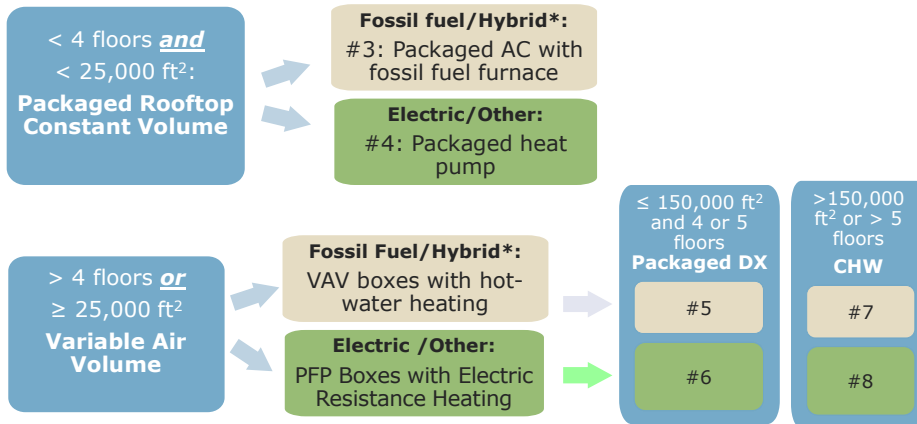 < 4 floors and
< 25,000 ft²:
Packaged Rooftop
Constant Volume
Fossil fuel/Hybrid*:
#3: Packaged AC with
fossil fuel furnace
Electric/Other:
#4: Packaged heat
pump
> 4 floors or
≥ 25,000 ft²
Variable Air
Volume
Fossil Fuel/Hybrid*:
VAV boxes with hot-
water heating
Electric /Other:
PFP Boxes with Electric
Resistance Heating
≤ 150,000 ft²
and 4 or 5
floors
Packaged DX
#5
#6
>150,000
ft² or > 5
floors
CHW
#7
#8